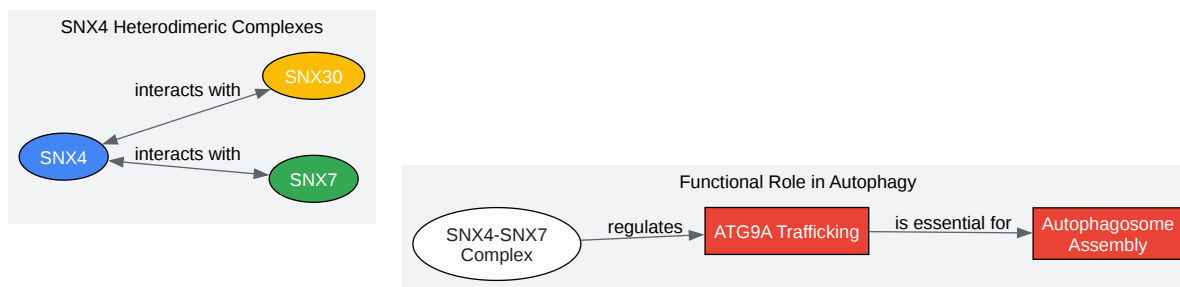 SNX4 Heterodimeric Complexes
SNX30
interacts with
SNX4
interacts with
SNX7
Functional Role in Autophagy
SNX4-SNX7
Complex
regulates
ATG9A Trafficking
is essential for
Autophagosome
Assembly